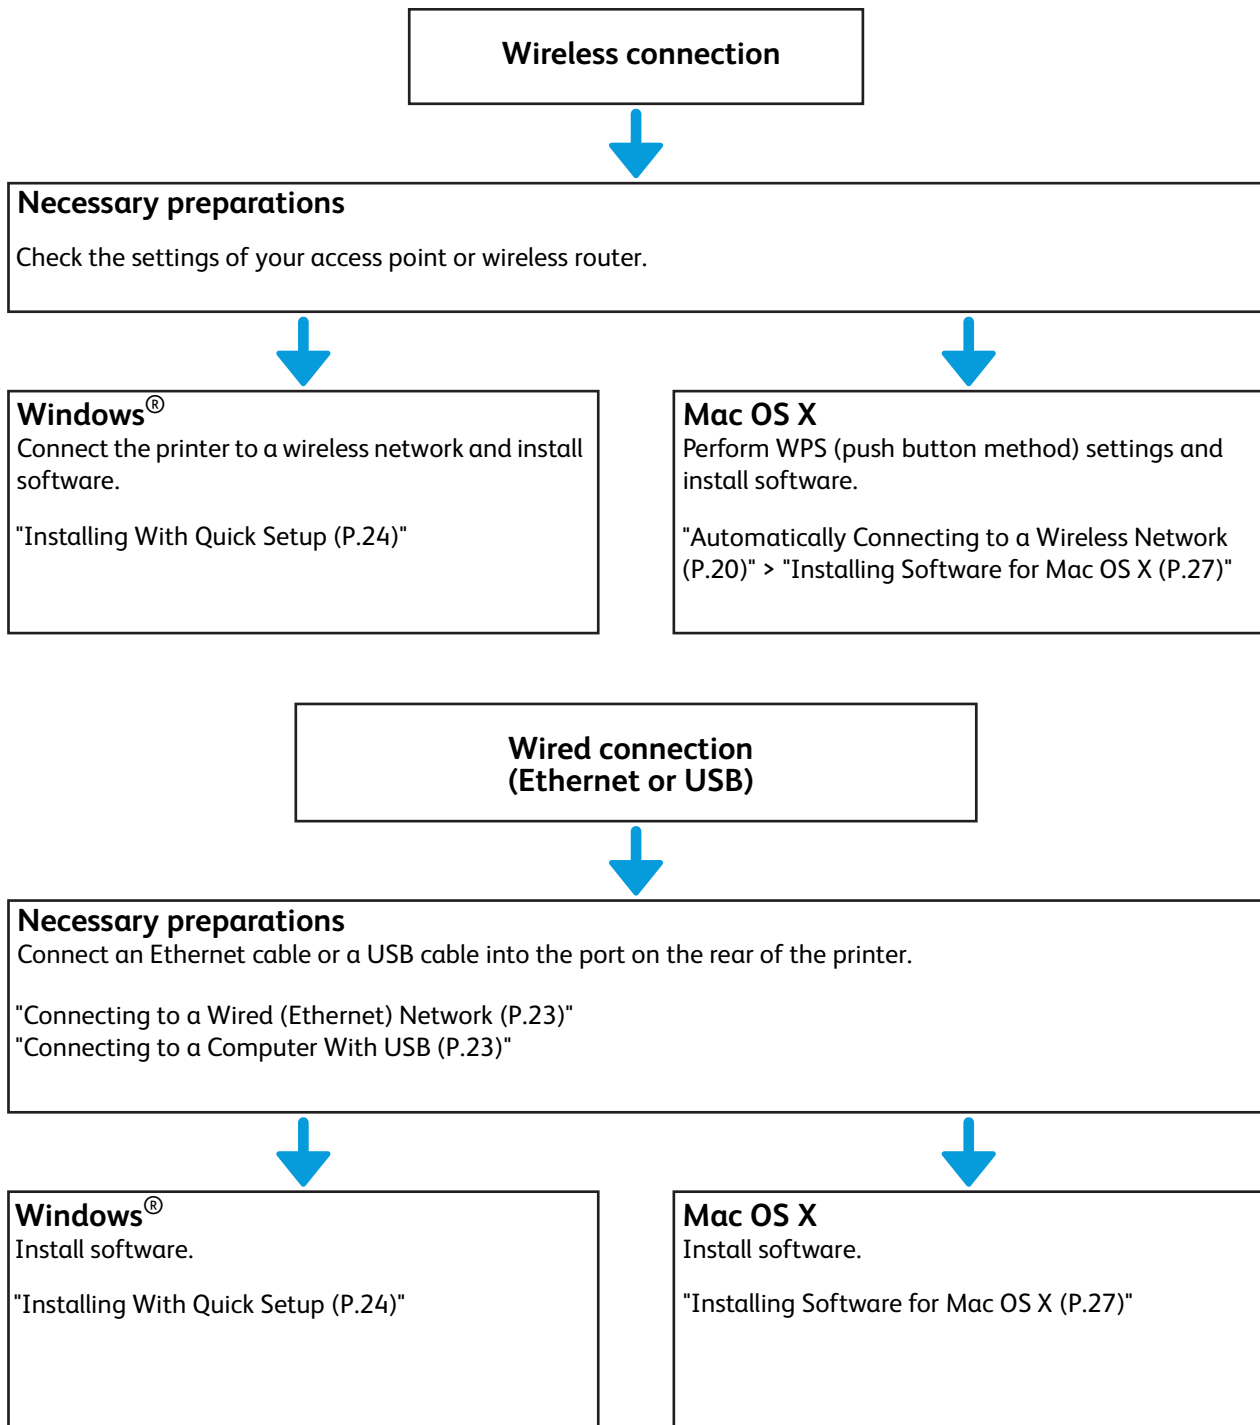 Wireless connection
Necessary preparations
Check the settings of your access point or wireless router.
Windows®
Connect the printer to a wireless network and install
software.
"Installing With Quick Setup (P.24)"
Mac OS X
Perform WPS (push button method) settings and
install software.
"Automatically Connecting to a Wireless Network
(P.20)" > "Installing Software for Mac OS X (P.27)"
Wired connection
(Ethernet or USB)
Necessary preparations
Connect an Ethernet cable or a USB cable into the port on the rear of the printer.
"Connecting to a Wired (Ethernet) Network (P.23)"
"Connecting to a Computer With USB (P.23)"
Windows®
Install software.
"Installing With Quick Setup (P.24)"
Mac OS X
Install software.
"Installing Software for Mac OS X (P.27)"